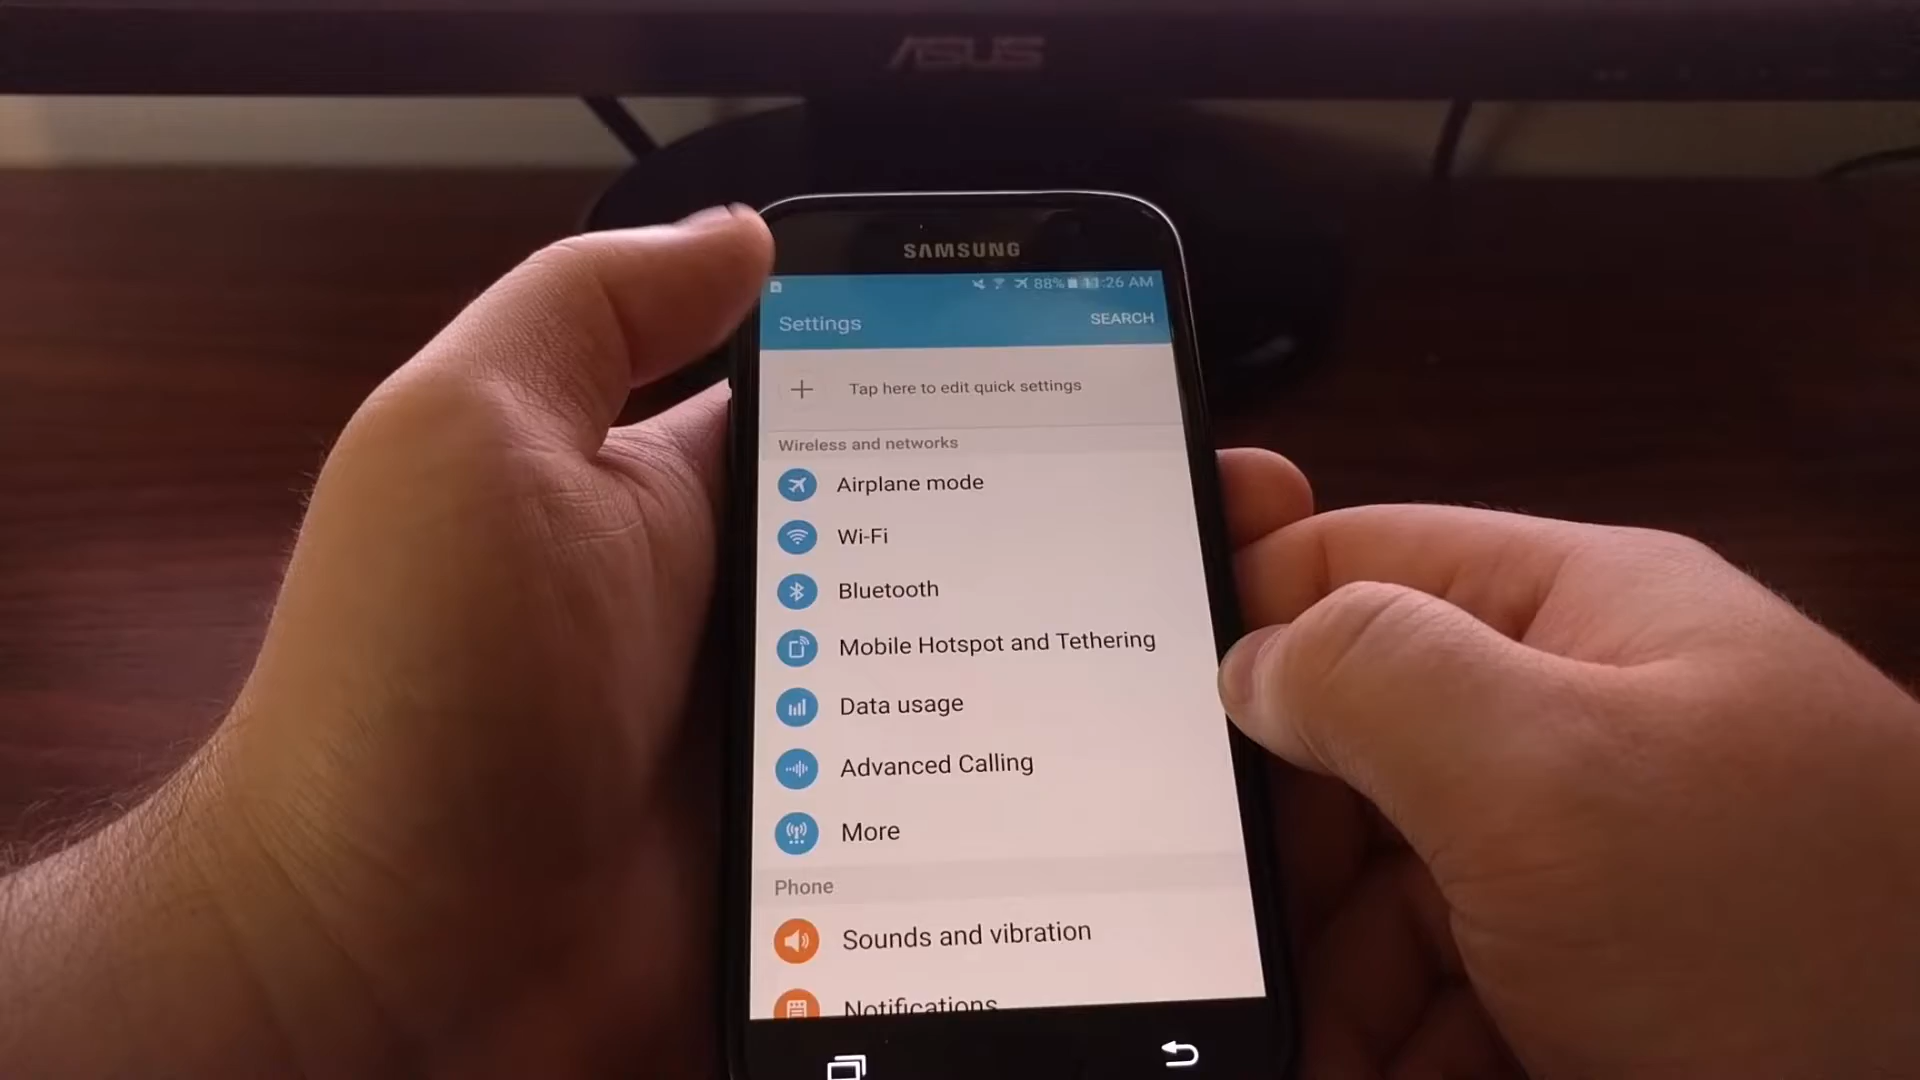 ASUS
SAMSUNG
88% 11:26 AM
Settings
SEARCH
Tap here to edit quick settings
Wireless and networks
Airplane mode
Wi-Fi
Bluetooth
Mobile Hotspot and Tethering
Data usage
Advanced Calling
More
Phone
Sounds and vibration
Notifications